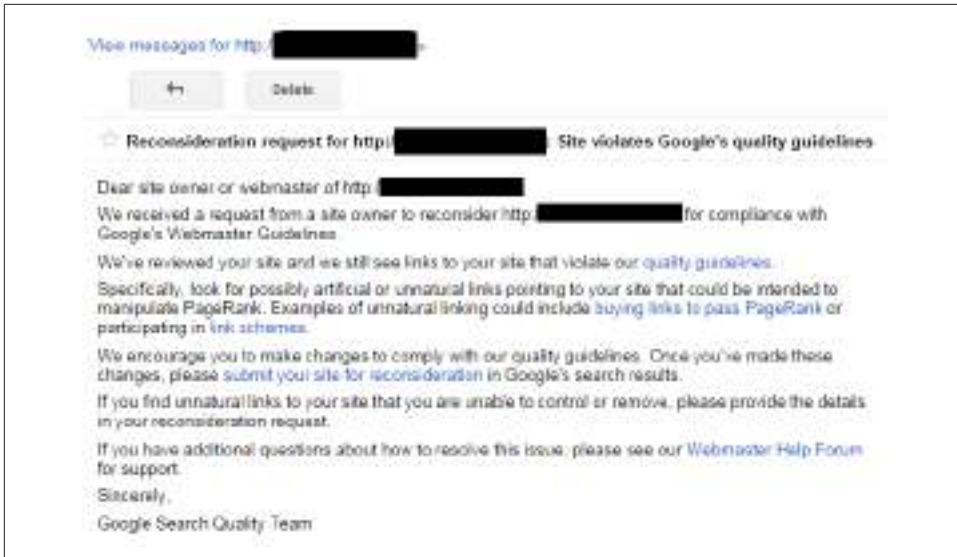 View messages for http:/
Delete
Reconsideration request for http:/ Site violates Google's quality guidelines
Dear site owner or webmaster of http:/
We received a request from a site owner to reconsider http:/ for compliance with
Google's Webmaster Guidelines.
We've reviewed your site and we still see links to your site that violate our quality guidelines.
Specifically, look for possibly artificial or unnatural links pointing to your site that could be intended to
manipulate PageRank. Examples of unnatural linking could include buying links to pass PageRank or
participating in link schemes.
We encourage you to make changes to comply with our quality guidelines. Once you've made these
changes, please submit your site for reconsideration in Google's search results.
If you find unnatural links to your site that you are unable to control or remove, please provide the details
in your reconsideration request.
If you have additional questions about how to resolve this issue, please see our Webmaster Help Forum
for support.
Sincerely,
Google Search Quality Team